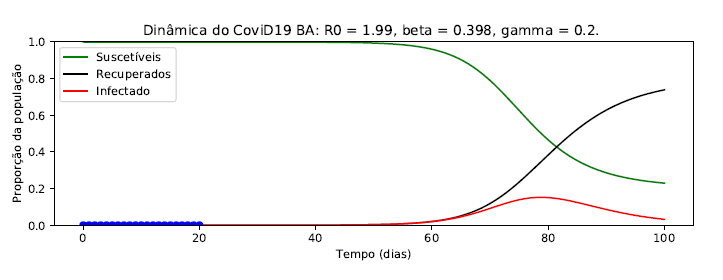 Dinâmica do CoviD19 BA: R0 = 1.99, beta = 0.398, gamma = 0.2.
Proporção da população
1.0
0.8
0.6
0.4
0.2
0.0
Suscetíveis
Recuperados
Infectado
0 20 40 60 80 100
Tempo (dias)